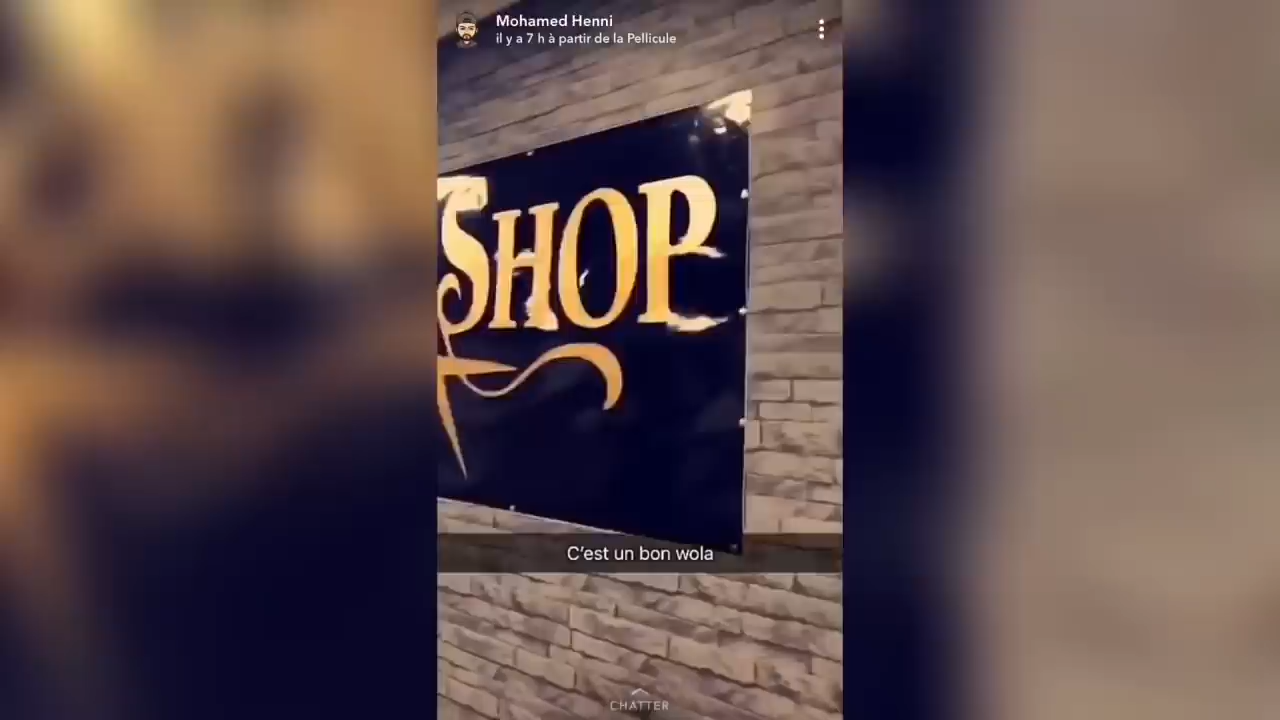 Mohamed Henni
il y a 7 h à partir de la Pellicule
SHOP
C'est un bon wola
CHATTER